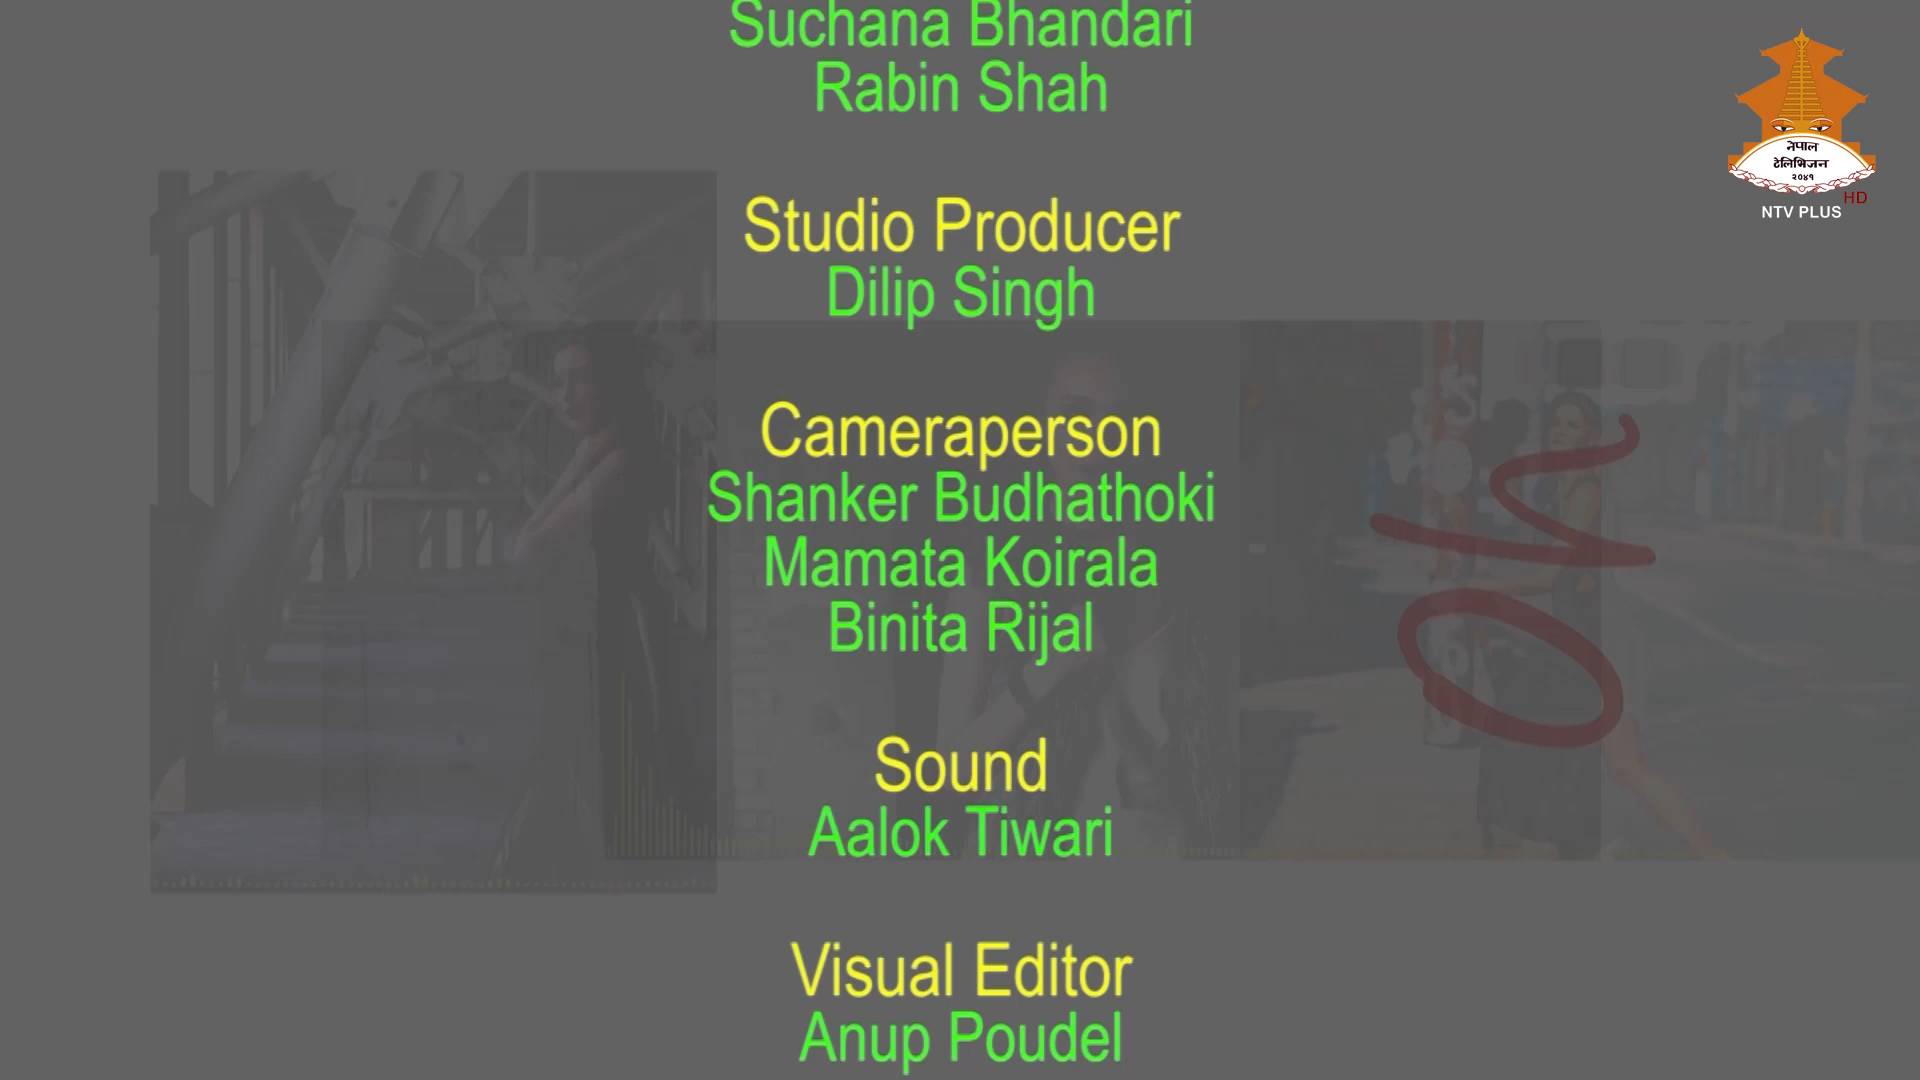 Suchana Bhandari
Rabin Shah
नेपाल
टेलिभिजन
२०४१
HD
NTV PLUS
Studio Producer
Dilip Singh
Cameraperson
Shanker Budhathoki
Mamata Koirala
Binita Rijal
Sound
Aalok Tiwari
Visual Editor
Anup Poudel